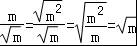 m/√m = √m²/√m = √(m²/m) = √m